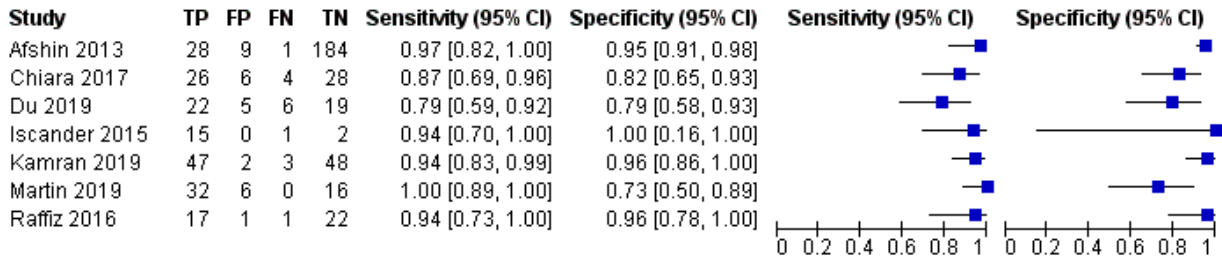 Study TP FP FN TN Sensitivity (95% CI) Specificity (95% CI) Sensitivity (95% CI) Specificity (95% CI)
Afshin 2013 28 9 1 184 0.97 [0.82, 1.00] 0.95 [0.91, 0.98]
Chiara 2017 26 6 4 28 0.87 [0.69, 0.96] 0.82 [0.65, 0.93]
Du 2019 22 5 6 19 0.79 [0.59, 0.92] 0.79 [0.58, 0.93]
Iscander 2015 15 0 1 2 0.94 [0.70, 1.00] 1.00 [0.16, 1.00]
Kamran 2019 47 2 3 48 0.94 [0.83, 0.99] 0.96 [0.86, 1.00]
Martin 2019 32 6 0 16 1.00 [0.89, 1.00] 0.73 [0.50, 0.89]
Raffiz 2016 17 1 1 22 0.94 [0.73, 1.00] 0.96 [0.78, 1.00]
0 0.2 0.4 0.6 0.8 1 0 0.2 0.4 0.6 0.8 1